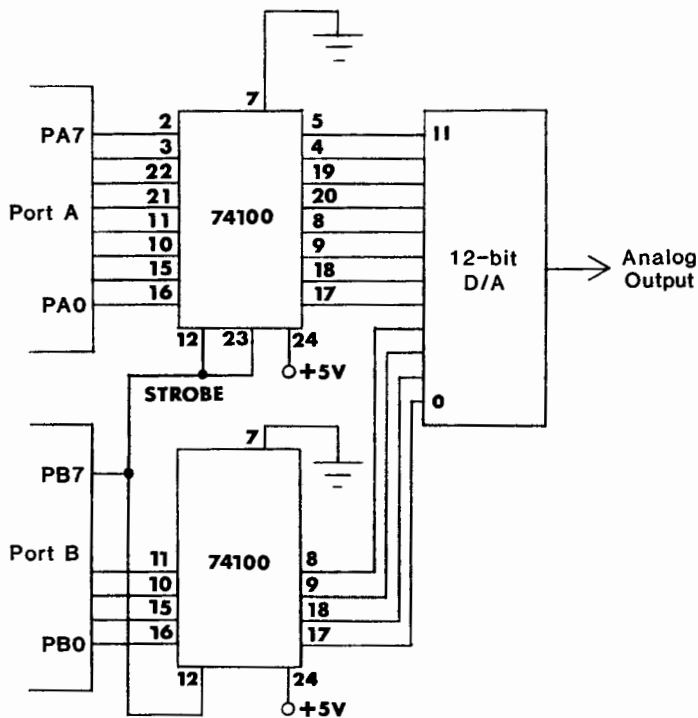 7
PA7
2
5
11
3
4
22
19
21
20
Port A
11
74100
8
10
9
12-bit
D/A
Analog
Output
15
18
PA0
16
17
12
23
24
+5V
STROBE
0
7
PB7
Port B
11
74100
8
10
9
15
18
PB0
16
17
12
24
+5V